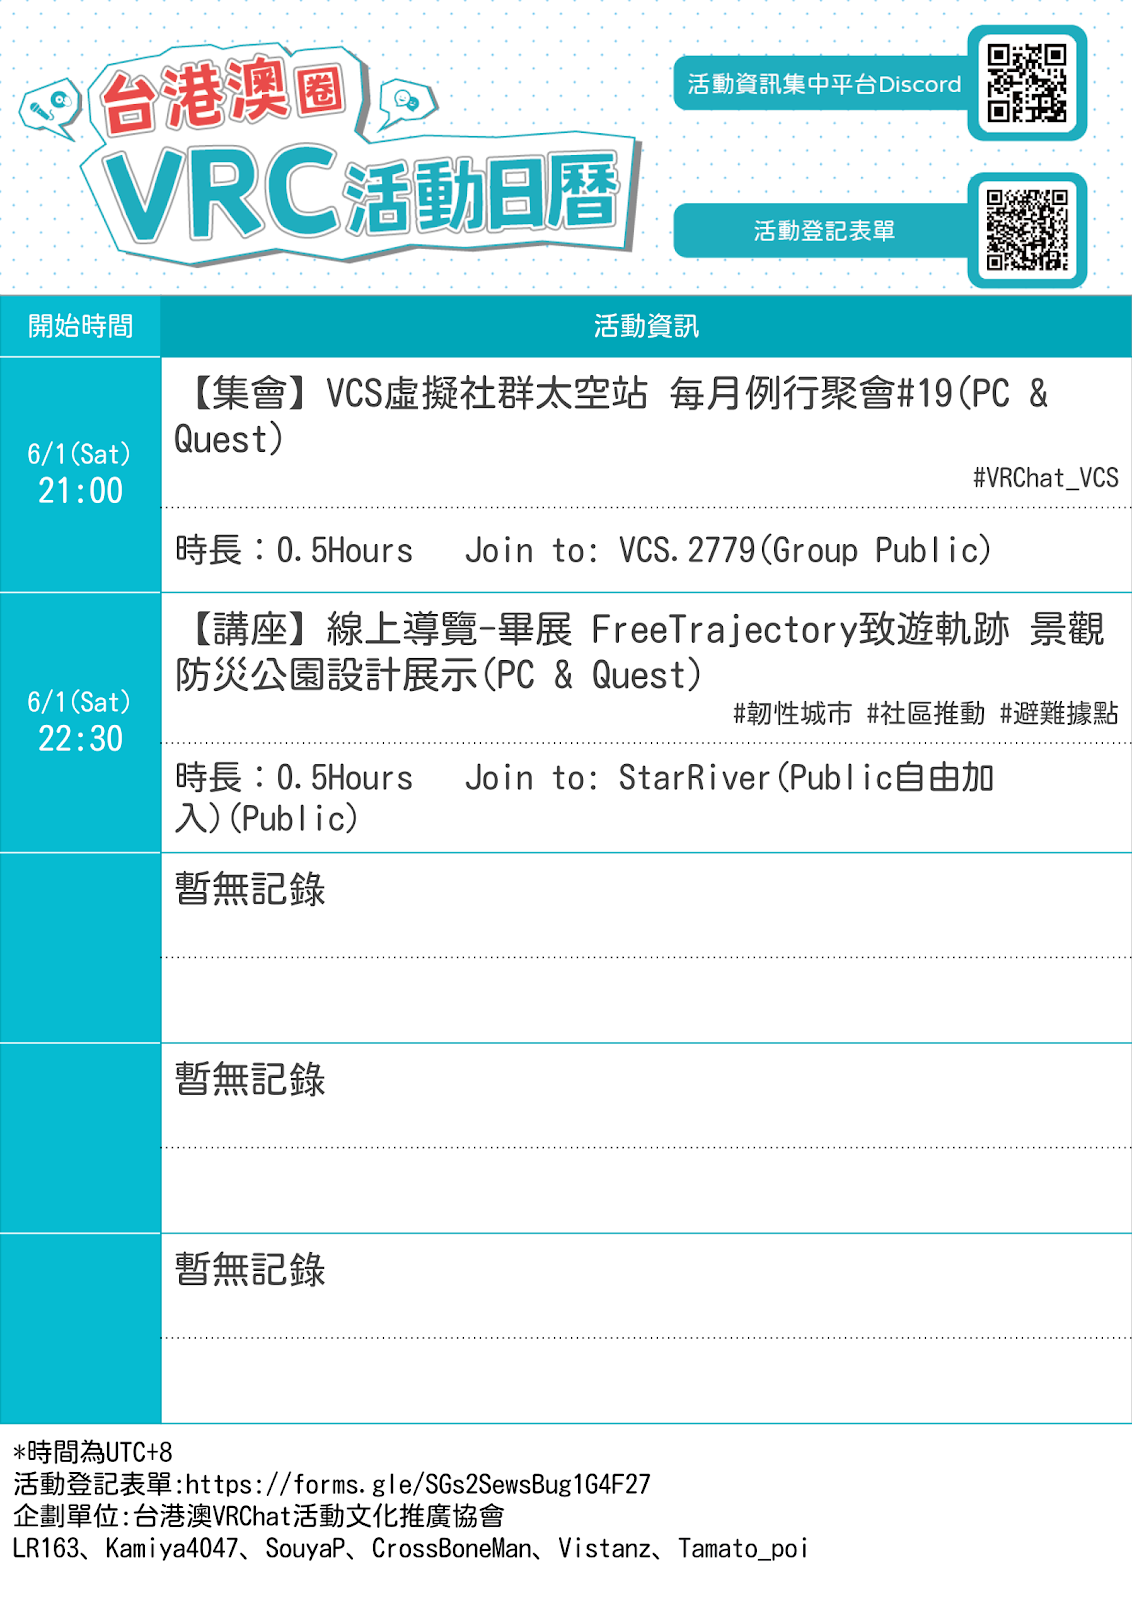 台港澳圈
VRC活動日曆
活動資訊集中平台Discord
活動登記表單
開始時間
活動資訊
6/1(Sat)
21:00
【集會】VCS虛擬社群太空站 每月例行聚會#19(PC &
Quest)
#VRChat_VCS
時長：0.5Hours Join to: VCS.2779(Group Public)
6/1(Sat)
22:30
【講座】線上導覽-畢展 FreeTrajectory致遊軌跡 景觀
防災公園設計展示(PC & Quest)
#韌性城市 #社區推動 #避難據點
時長：0.5Hours Join to: StarRiver(Public自由加
入)(Public)
暫無記錄
暫無記錄
暫無記錄
*時間為UTC+8
活動登記表單:https://forms.gle/SGs2SewsBug1G4F27
企劃單位:台港澳VRChat活動文化推廣協會
LR163、Kamiya4047、SouyaP、CrossBoneMan、Vistanz、Tamato_poi